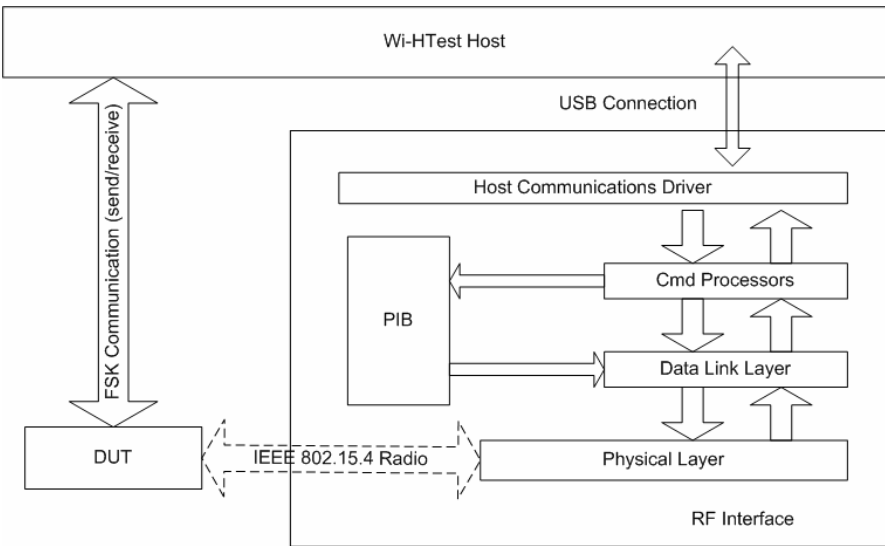 Wi-HTest Host
USB Connection
FSK Communication (send/receive)
Host Communications Driver
PIB
Cmd Processors
Data Link Layer
DUT
IEEE 802.15.4 Radio
Physical Layer
RF Interface